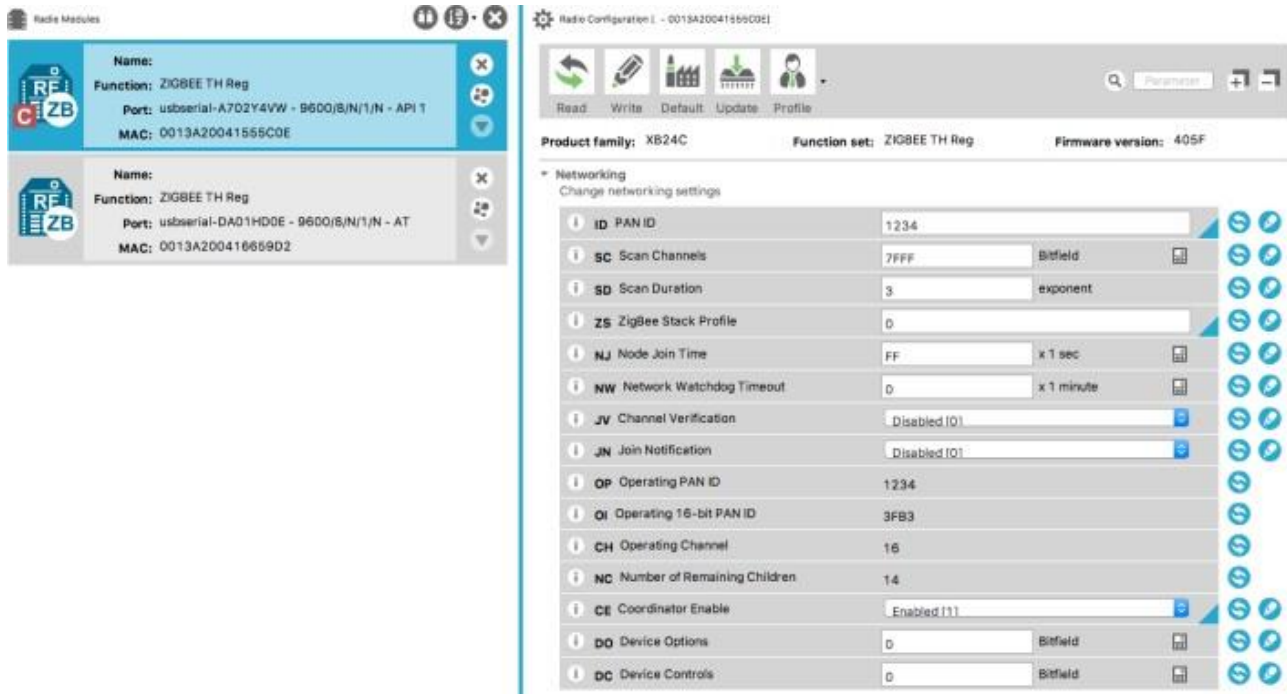 Radio Modules
Name:
Function: ZIGBEE TH Reg
Port: usbserial-A702Y4VW - 9600/8/N/1/N - API 1
MAC: 0013A20041555C0E
RF
C ZB
Name:
Function: ZIGBEE TH Reg
Port: usbserial-DA01HD0E - 9600/8/N/1/N - AT
MAC: 0013A200416659D2
RF
ZB
Radio Configuration [ - 0013A20041555C0E]
Read Write Default Update Profile
Parameter
Product family: XB24C Function set: ZIGBEE TH Reg Firmware version: 405F
Networking
Change networking settings
i ID PAN ID 1234
i SC Scan Channels 7FFF Bitfield
i SD Scan Duration 3 exponent
i ZS ZigBee Stack Profile 0
i NJ Node Join Time FF x 1 sec
i NW Network Watchdog Timeout 0 x 1 minute
i JV Channel Verification Disabled [0]
i JN Join Notification Disabled [0]
i OP Operating PAN ID 1234
i OI Operating 16-bit PAN ID 3FB3
i CH Operating Channel 16
i NC Number of Remaining Children 14
i CE Coordinator Enable Enabled [1]
i DO Device Options 0 Bitfield
i DC Device Controls 0 Bitfield